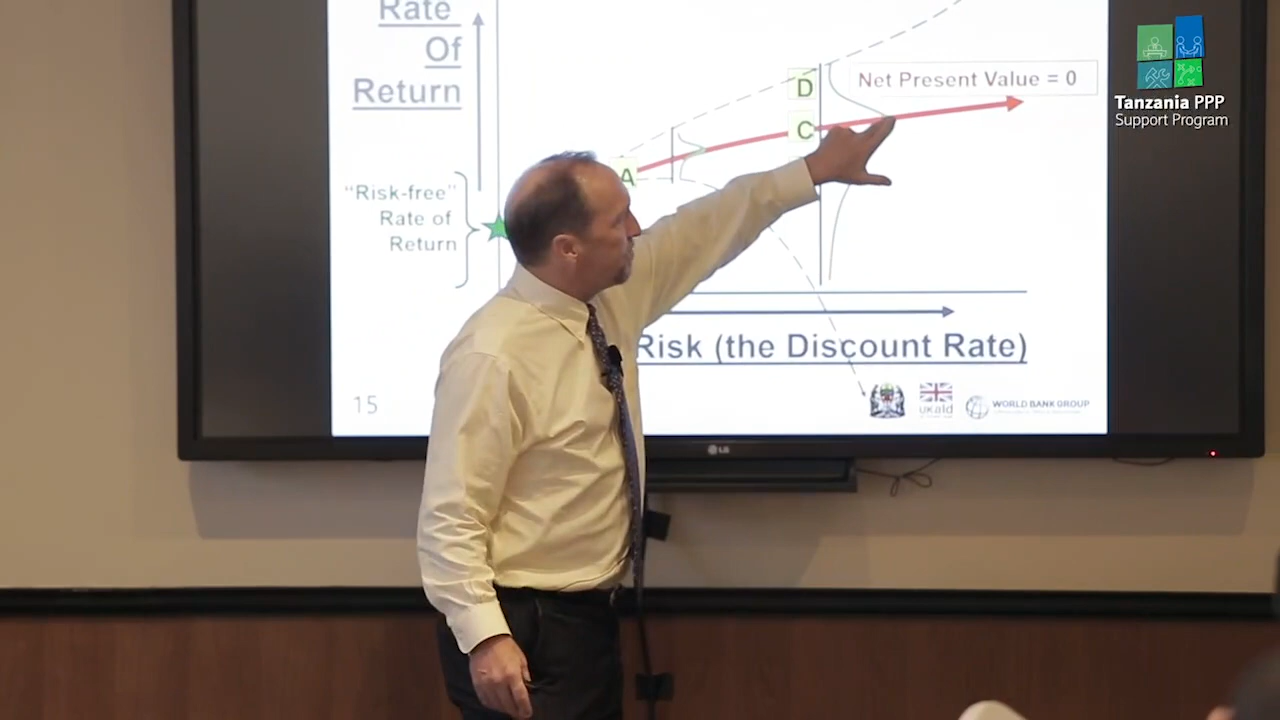 Rate
Of
Return
"Risk-free"
Rate of
Return
A
D
C
Net Present Value = 0
Risk (the Discount Rate)
15
ukaid
WORLD BANK GROUP
LG
Tanzania PPP
Support Program